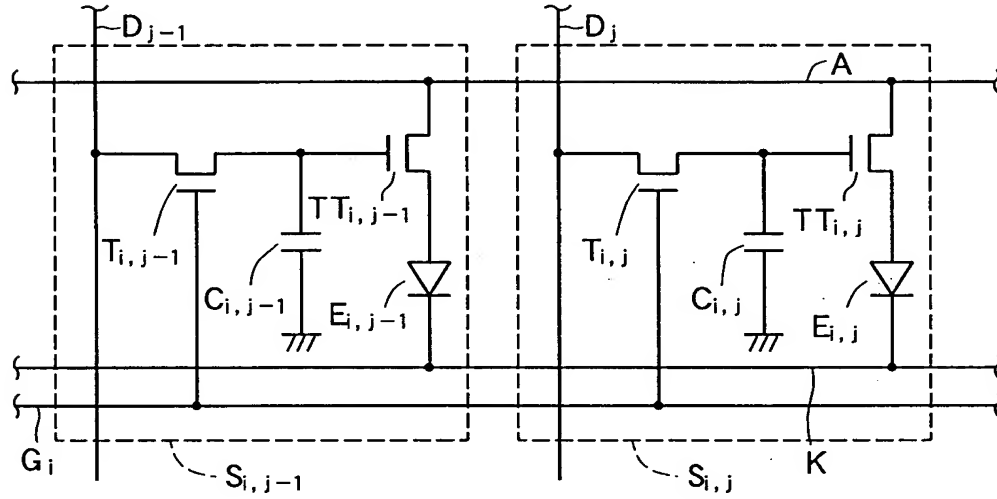 D j-1
D j
A
TT i, j-1
TT i, j
T i, j-1
T i, j
C i, j-1
C i, j
E i, j-1
E i, j
G i
S i, j-1
S i, j
K